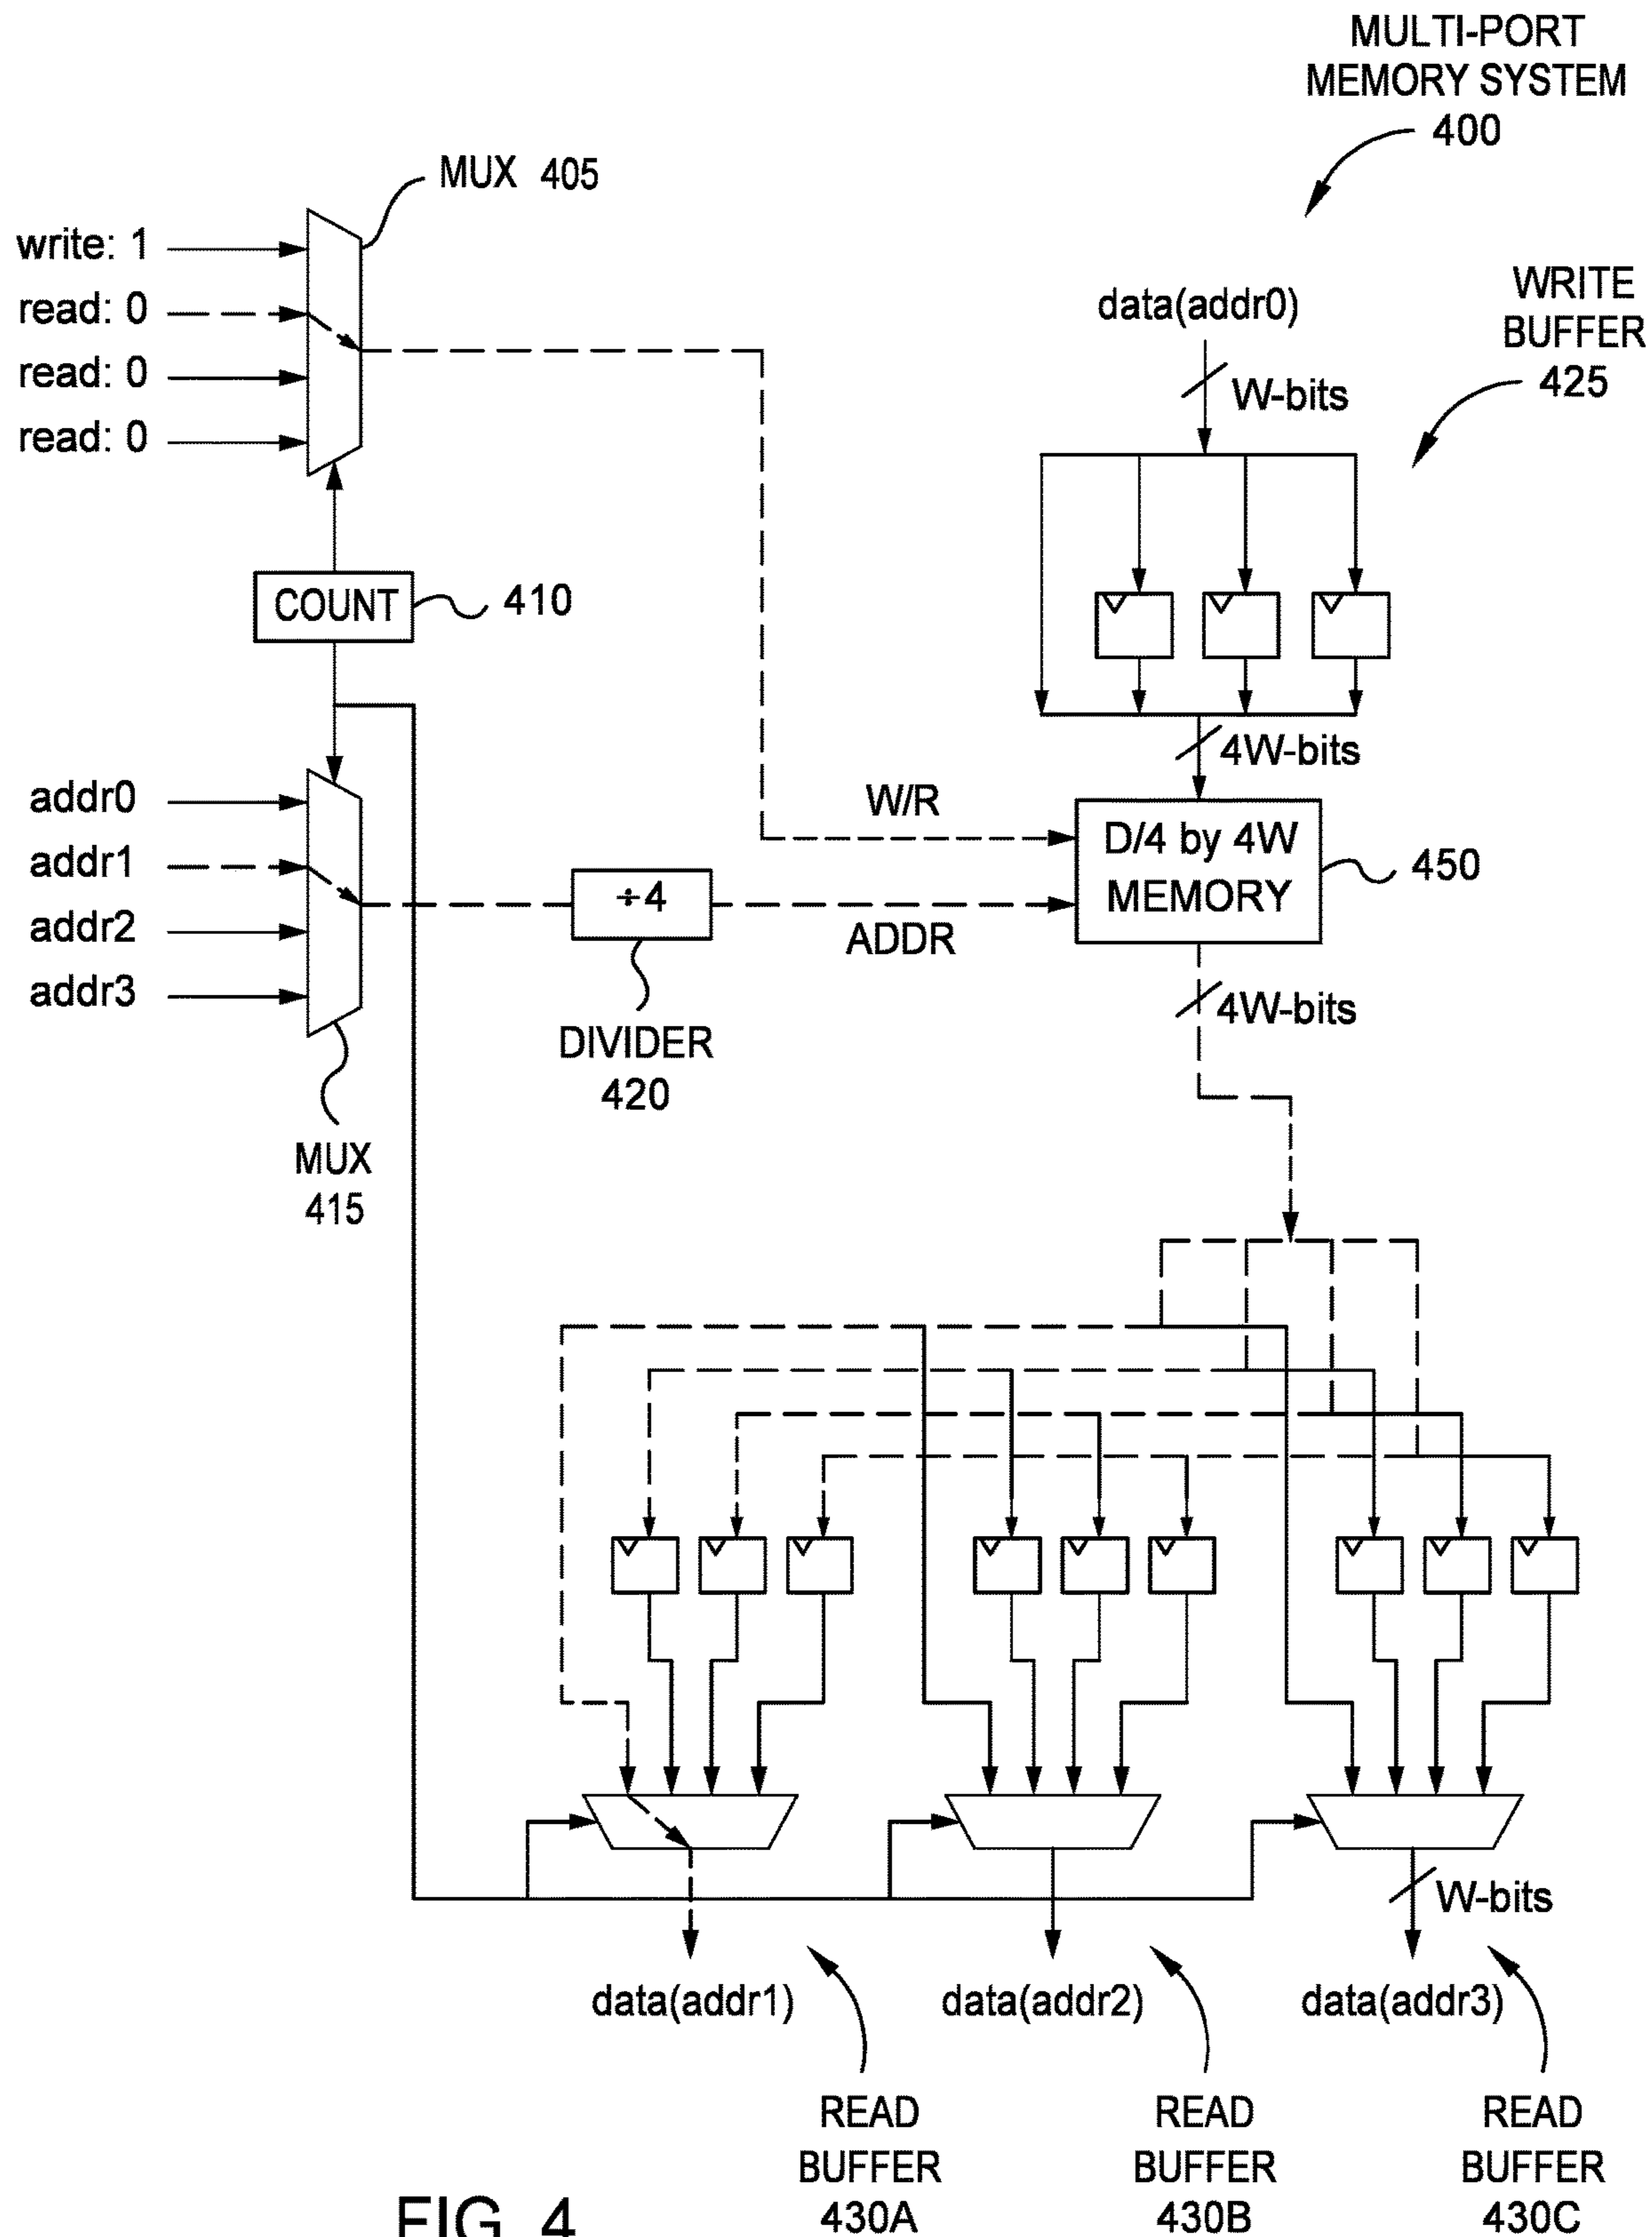 MULTI-PORT
MEMORY SYSTEM
400
MUX 405
write: 1
read: 0
read: 0
read: 0
data(addr0)
W-bits
WRITE
BUFFER
425
COUNT
410
4W-bits
addr0
addr1
addr2
addr3
W/R
÷4
ADDR
D/4 by 4W
MEMORY
450
DIVIDER
420
4W-bits
MUX
415
W-bits
data(addr1)
data(addr2)
data(addr3)
READ
BUFFER
430A
READ
BUFFER
430B
READ
BUFFER
430C
FIG. 4